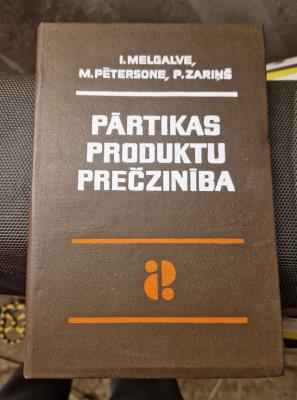 I. MELGALVE,
M. PĒTERSONE, P. ZARIŅŠ
PĀRTIKAS
PRODUKTU
PREČZINĪBA